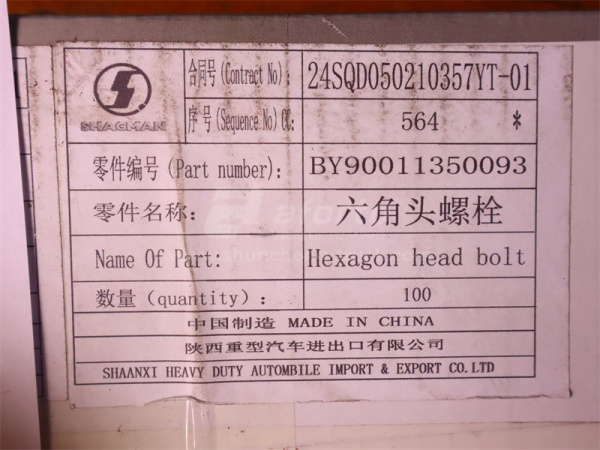 合同号(Contract No): 24SQD050210357YT-01
SHACMAN
序号(Sequence No)CC: 564 *
零件编号(Part number): BY90011350093
零件名称: 六角头螺栓
Name Of Part: Hexagon head bolt
数量(quantity): 100
中国制造 MADE IN CHINA
陕西重型汽车进出口有限公司
SHAANXI HEAVY DUTY AUTOMBILE IMPORT & EXPORT CO.LTD